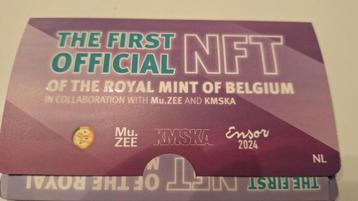 THE FIRST
OFFICIAL NFT
OF THE ROYAL MINT OF BELGIUM
IN COLLABORATION WITH Mu.ZEE AND KMSKA
Mu.
ZEE
KMSKA
Ensor
2024
NL
THE FIRST
NFT
OF THE ROYAL M